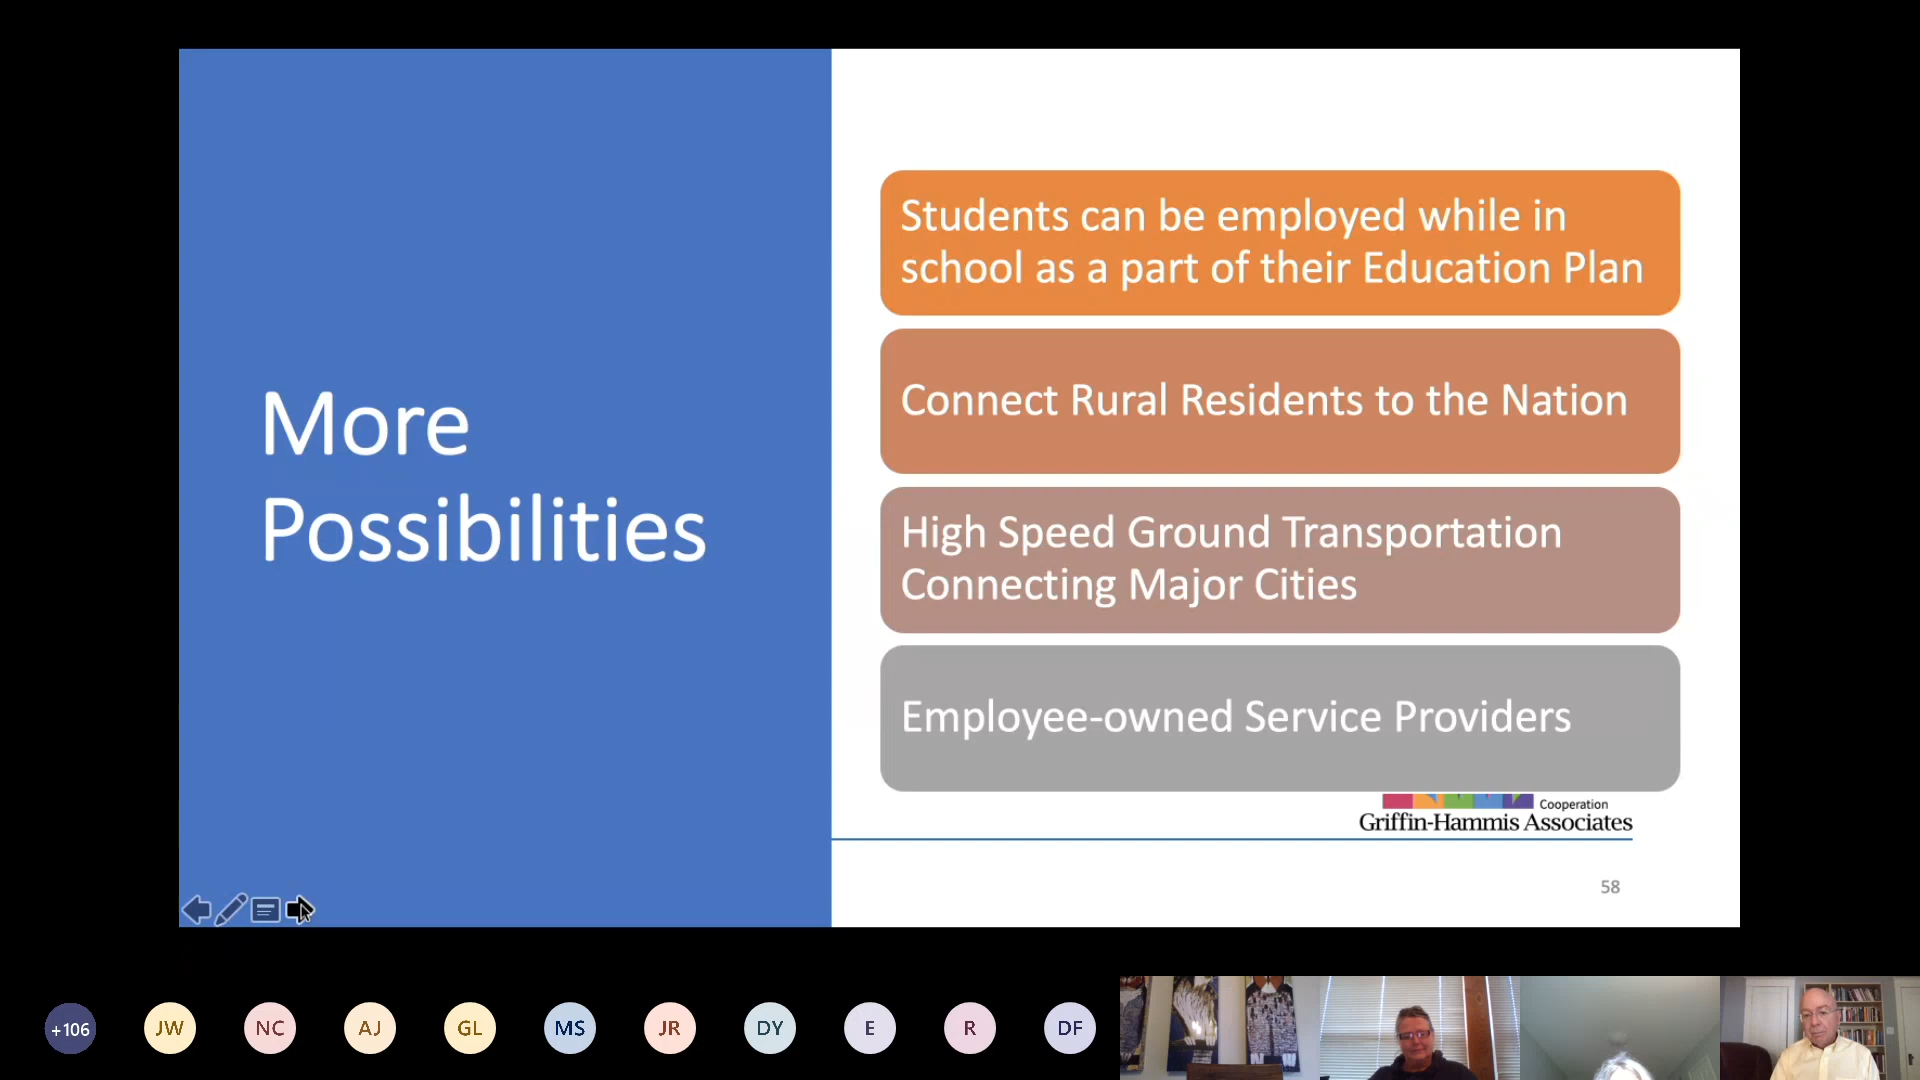 More
Possibilities
Students can be employed while in
school as a part of their Education Plan
Connect Rural Residents to the Nation
High Speed Ground Transportation
Connecting Major Cities
Employee-owned Service Providers
Cooperation
Griffin-Hammis Associates
58
+106
JW
NC
AJ
GL
MS
JR
DY
E
R
DF